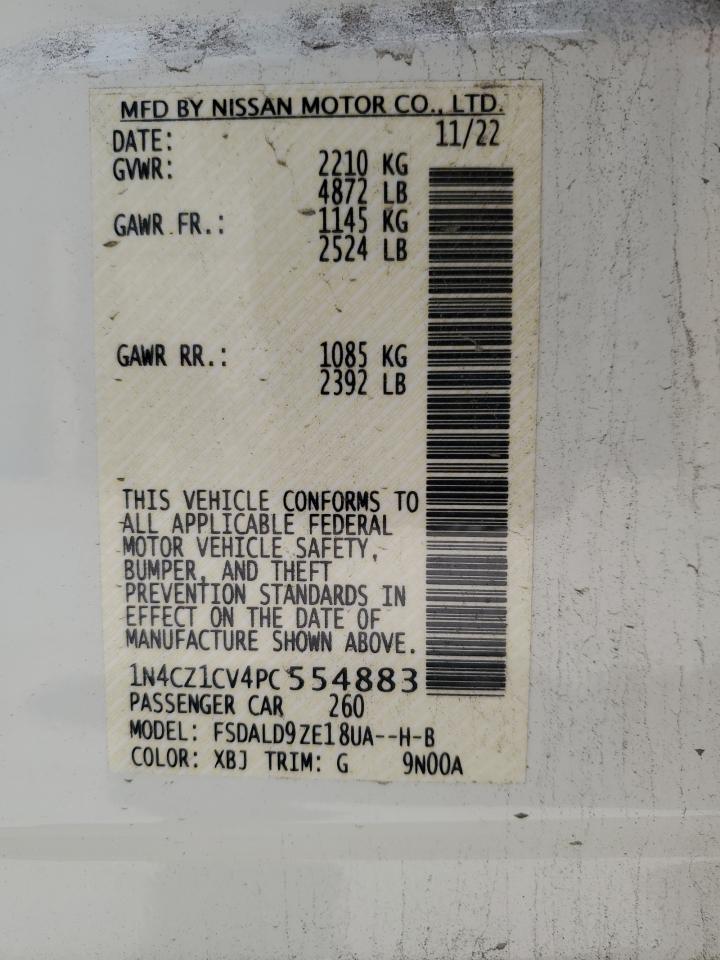 MFD BY NISSAN MOTOR CO., LTD.
DATE: 11/22
GVWR: 2210 KG
4872 LB
GAWR FR.: 1145 KG
2524 LB
GAWR RR.: 1085 KG
2392 LB
THIS VEHICLE CONFORMS TO
ALL APPLICABLE FEDERAL
MOTOR VEHICLE SAFETY,
BUMPER, AND THEFT
PREVENTION STANDARDS IN
EFFECT ON THE DATE OF
MANUFACTURE SHOWN ABOVE.
1N4CZ1CV4PC554883
PASSENGER CAR 260
MODEL: FSDALD9ZE18UA--H-B
COLOR: XBJ TRIM: G 9N00A